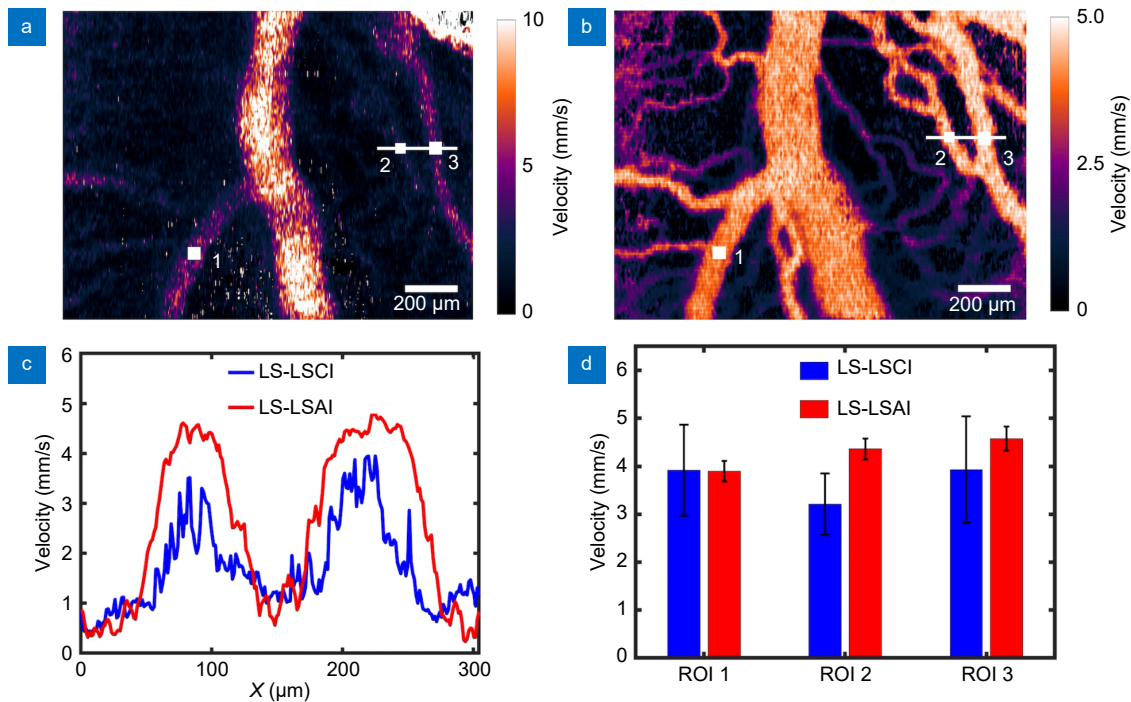 a
2
3
1
200 µm
10
5
0
Velocity (mm/s)
b
2
3
1
200 µm
5.0
2.5
0
Velocity (mm/s)
c
6
5
4
3
2
1
0
Velocity (mm/s)
LS-LSCI
LS-LSAI
0 100 200 300
X (µm)
d
6
5
4
3
2
1
0
Velocity (mm/s)
LS-LSCI
LS-LSAI
ROI 1 ROI 2 ROI 3